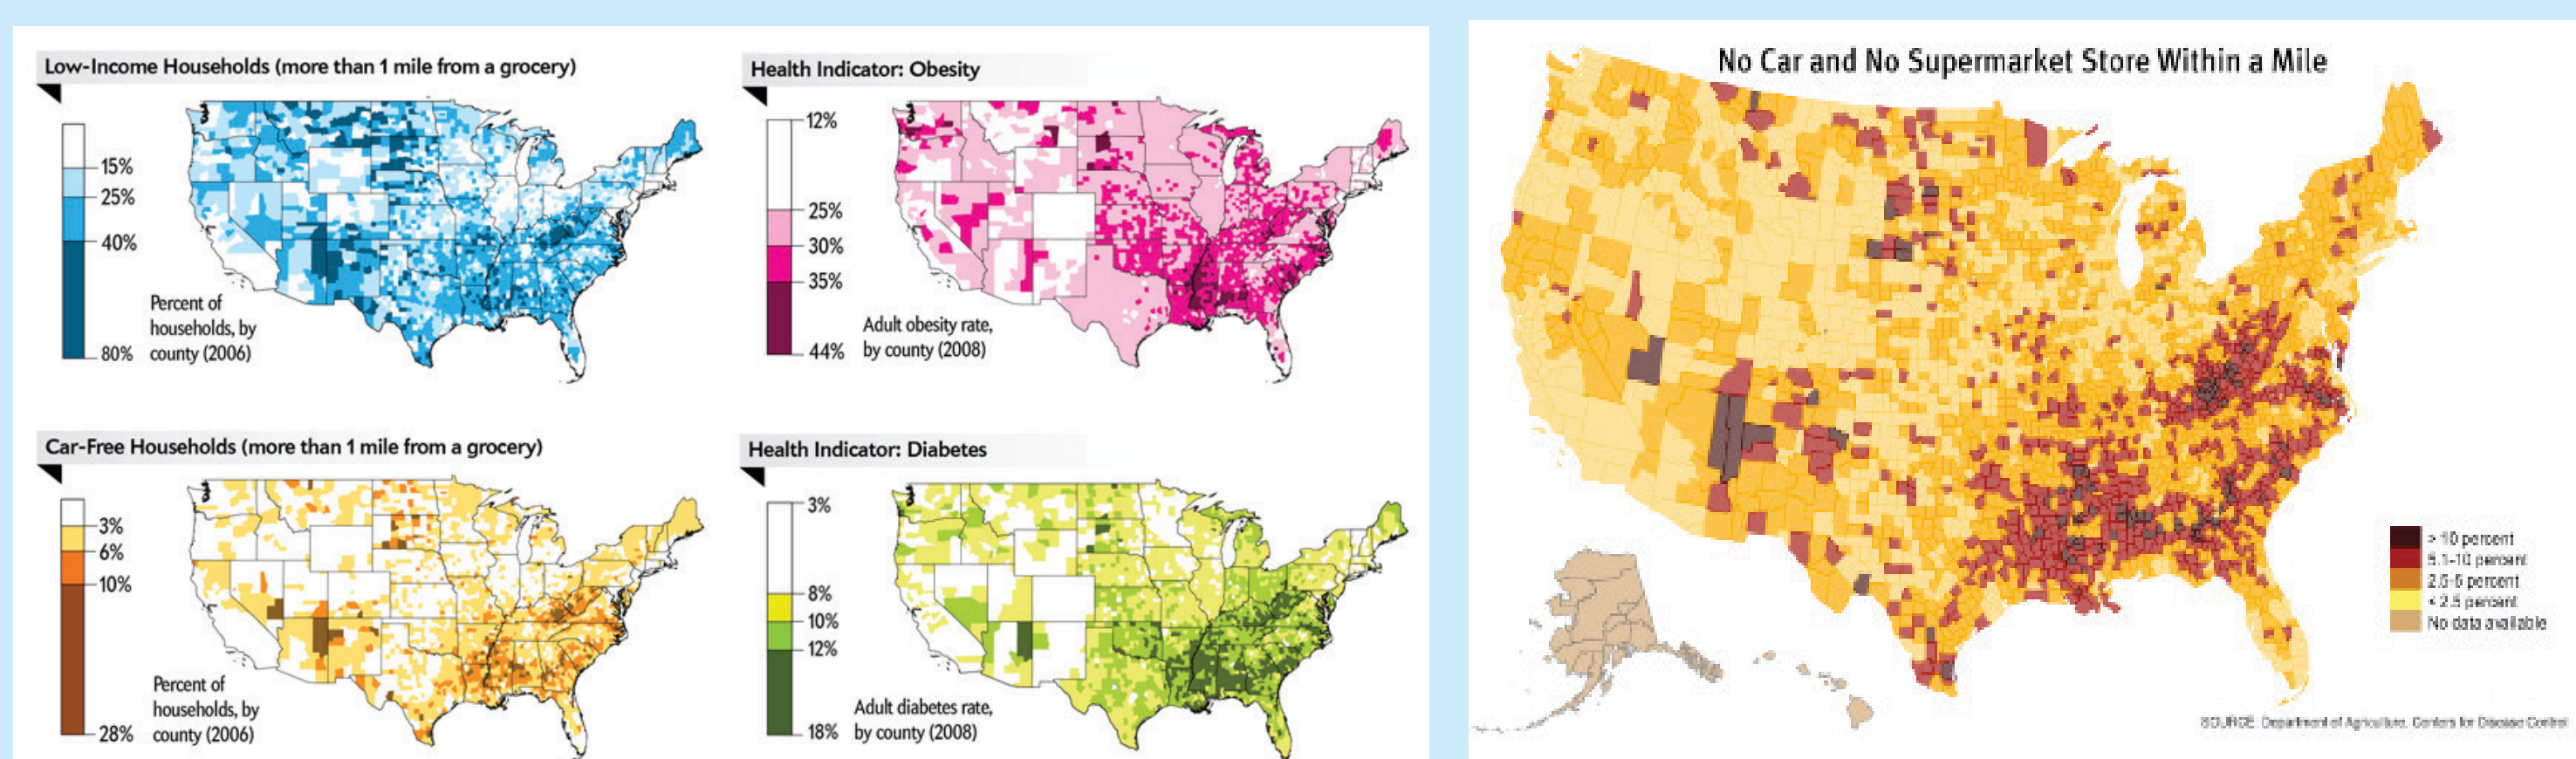 Low-Income Households (more than 1 mile from a grocery)
15%
25%
40%
80%
Percent of
households, by
county (2006)
Health Indicator: Obesity
12%
25%
30%
35%
44%
Adult obesity rate,
by county (2008)
Car-Free Households (more than 1 mile from a grocery)
3%
6%
10%
28%
Percent of
households, by
county (2006)
Health Indicator: Diabetes
3%
8%
10%
12%
18%
Adult diabetes rate,
by county (2008)
No Car and No Supermarket Store Within a Mile
> 10 percent
5.1-10 percent
2.5-5 percent
< 2.5 percent
No data available
SOURCE: Department of Agriculture, Centers for Disease Control